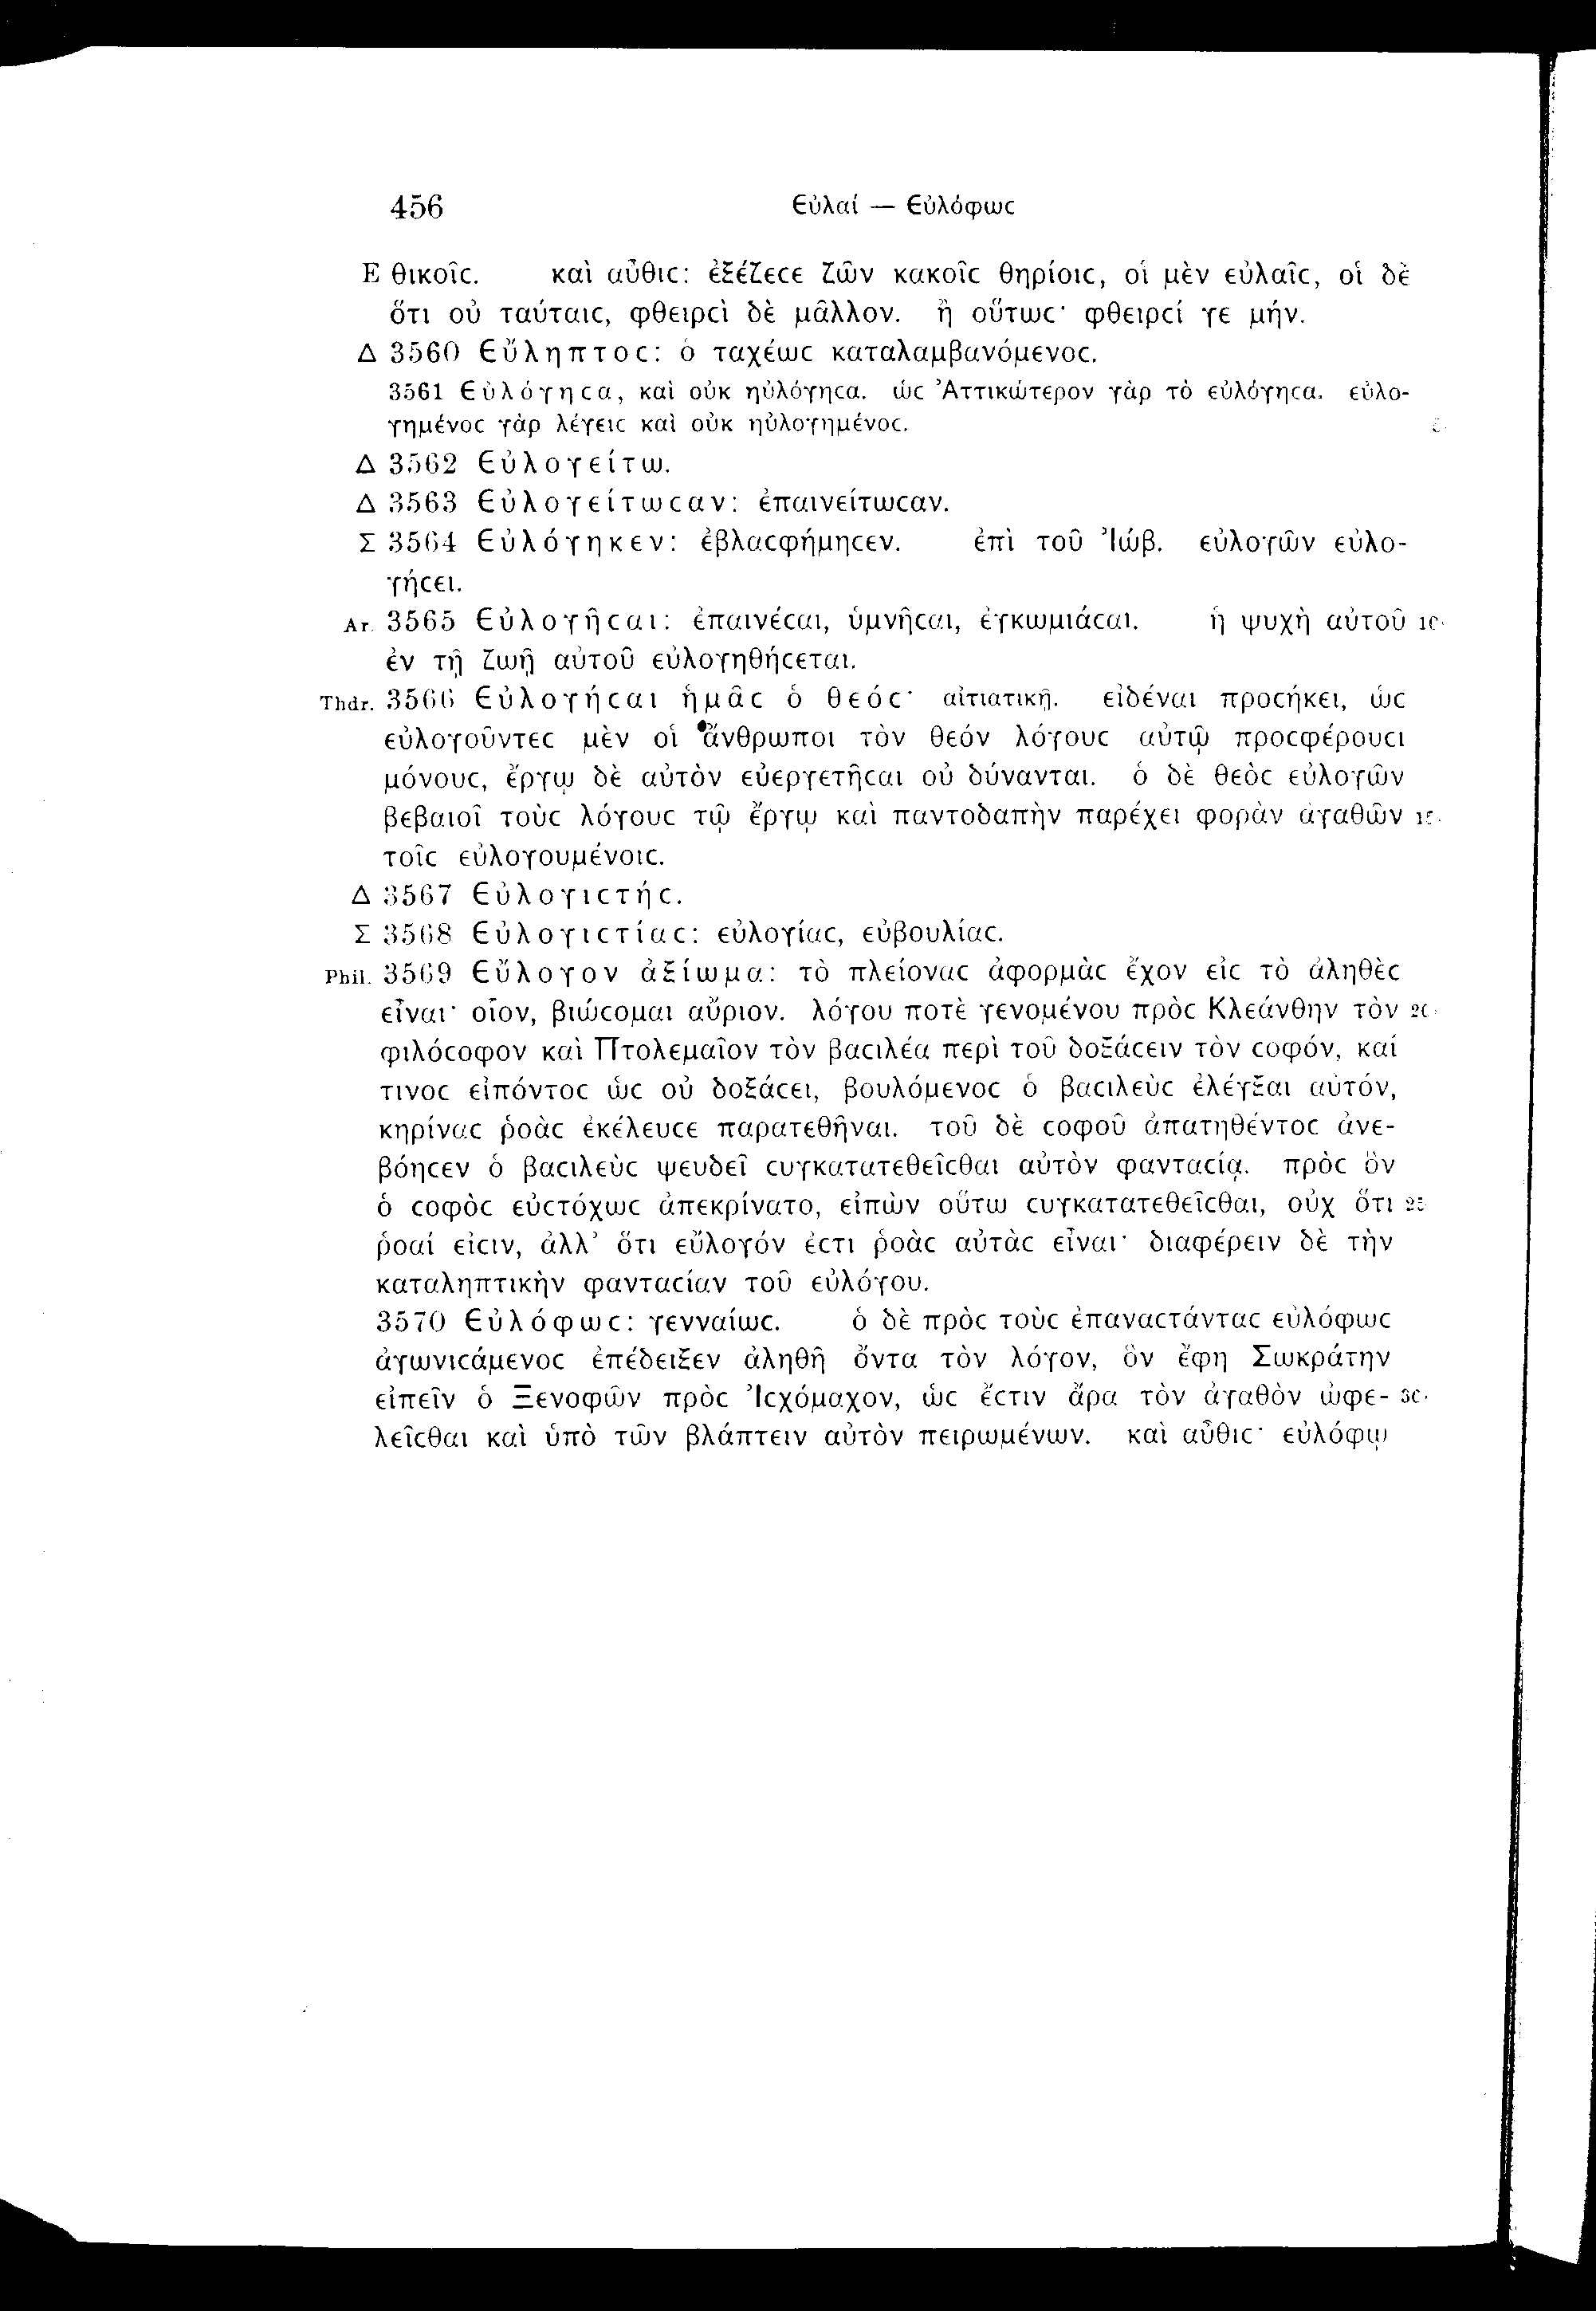 456 Εὐλαί — Εὐλόφωϲ
E θικοῖϲ. καὶ αὖθιϲ: ἐξέζεϲε ζῶν κακοῖϲ θηρίοιϲ, οἱ μὲν εὐλαῖϲ, οἱ δὲ
ὅτι οὐ ταύταιϲ, φθειρϲὶ δὲ μᾶλλον. ἢ οὕτωϲ· φθειρϲί γε μήν.
Δ 3560 Εὔληπτοϲ: ὁ ταχέωϲ καταλαμβανόμενοϲ.
3561 Εὐλόγηϲα, καὶ οὐκ ηὐλόγηϲα. ὡϲ Ἀττικώτερον γὰρ τὸ εὐλόγηϲα. εὐλο-
γημένοϲ γὰρ λέγειϲ καὶ οὐκ ηὐλογημένοϲ.
Δ 3562 Εὐλογείτω.
Δ 3563 Εὐλογείτωϲαν: ἐπαινείτωϲαν.
Σ 3564 Εὐλόγηκεν: ἐβλαϲφήμηϲεν. ἐπὶ τοῦ Ἰώβ. εὐλογῶν εὐλο-
γήϲει.
Ar. 3565 Εὐλογῆϲαι: ἐπαινέϲαι, ὑμνῆϲαι, ἐγκωμιάϲαι. ἡ ψυχὴ αὐτοῦ 10
ἐν τῇ ζωῇ αὐτοῦ εὐλογηθήϲεται.
Thdr. 3566 Εὐλογήϲαι ἡμᾶϲ ὁ θεόϲ· αἰτιατικῇ. εἰδέναι προϲήκει, ὡϲ
εὐλογοῦντεϲ μὲν οἱ ἄνθρωποι τὸν θεόν λόγουϲ αὐτῷ προϲφέρουϲι
μόνουϲ, ἔργῳ δὲ αὐτὸν εὐεργετῆϲαι οὐ δύνανται. ὁ δὲ θεὸϲ εὐλογῶν
βεβαιοῖ τοὺϲ λόγουϲ τῷ ἔργῳ καὶ παντοδαπὴν παρέχει φορὰν ἀγαθῶν 15
τοῖϲ εὐλογουμένοιϲ.
Δ 3567 Εὐλογιϲτήϲ.
Σ 3568 Εὐλογιϲτίαϲ: εὐλογίαϲ, εὐβουλίαϲ.
Phil. 3569 Εὔλογον ἀξίωμα: τὸ πλείοναϲ ἀφορμὰϲ ἔχον εἰϲ τὸ ἀληθὲϲ
εἶναι· οἷον, βιώϲομαι αὔριον. λόγου ποτὲ γενομένου πρὸϲ Κλεάνθην τὸν 20
φιλόϲοφον καὶ Πτολεμαῖον τὸν βαϲιλέα περὶ τοῦ δοξάϲειν τὸν ϲοφόν, καί
τινοϲ εἰπόντοϲ ὡϲ οὐ δοξάϲει, βουλόμενοϲ ὁ βαϲιλεὺϲ ἐλέγξαι αὐτόν,
κηρίναϲ ῥοὰϲ ἐκέλευϲε παρατεθῆναι. τοῦ δὲ ϲοφοῦ ἀπατηθέντοϲ ἀνε-
βόηϲεν ὁ βαϲιλεὺϲ ψευδεῖ ϲυγκατατεθεῖϲθαι αὐτὸν φανταϲίᾳ. πρὸϲ ὃν
ὁ ϲοφὸϲ εὐϲτόχωϲ ἀπεκρίνατο, εἰπὼν οὕτω ϲυγκατατεθεῖϲθαι, οὐχ ὅτι 25
ῥοαί εἰϲιν, ἀλλ’ ὅτι εὔλογόν ἐϲτι ῥοὰϲ αὐτὰϲ εἶναι· διαφέρειν δὲ τὴν
καταληπτικὴν φανταϲίαν τοῦ εὐλόγου.
3570 Εὐλόφωϲ: γενναίωϲ. ὁ δὲ πρὸϲ τοὺϲ ἐπαναϲτάνταϲ εὐλόφωϲ
ἀγωνιϲάμενοϲ ἐπέδειξεν ἀληθῆ ὄντα τὸν λόγον, ὃν ἔφη Σωκράτην
εἰπεῖν ὁ Ξενοφῶν πρὸϲ Ἰϲχόμαχον, ὡϲ ἔϲτιν ἄρα τὸν ἀγαθὸν ὠφε- 30
λεῖϲθαι καὶ ὑπὸ τῶν βλάπτειν αὐτὸν πειρωμένων. καὶ αὖθιϲ· εὐλόφῳ